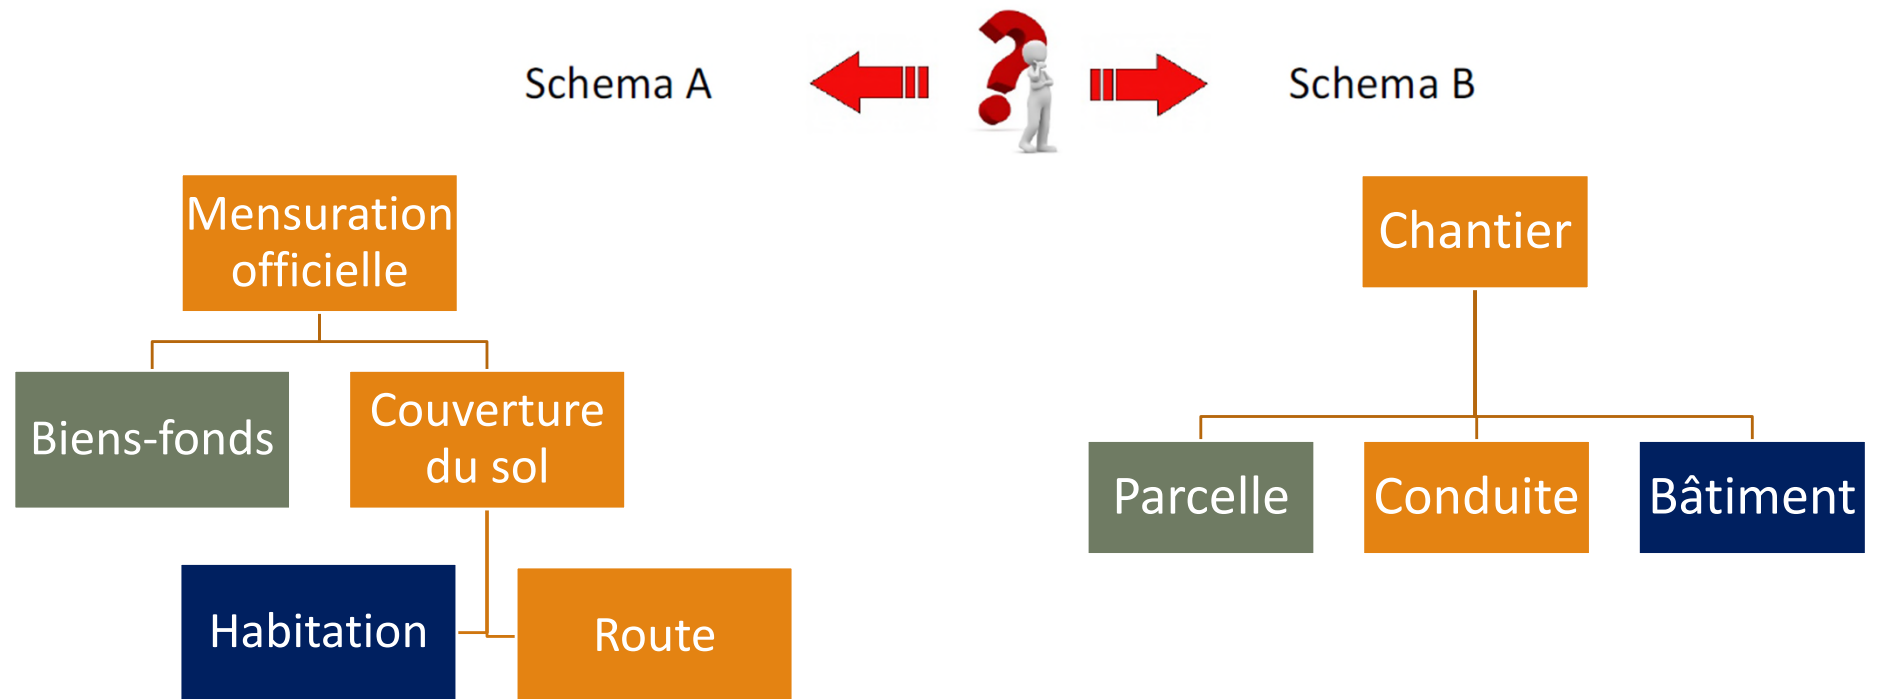 Schema A
Schema B
Mensuration
officielle
Biens-fonds
Couverture
du sol
Habitation
Route
Chantier
Parcelle
Conduite
Bâtiment